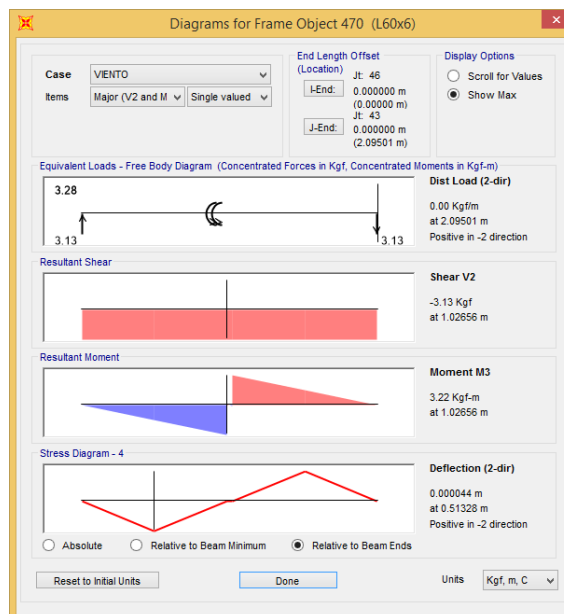 Diagrams for Frame Object 470 (L60x6)
Case VIENTO
Items Major (V2 and M Single valued
End Length Offset
(Location)
Jt: 46
I-End: 0.000000 m
(0.00000 m)
Jt: 43
J-End: 0.000000 m
(2.09501 m)
Display Options
Scroll for Values
Show Max
Equivalent Loads - Free Body Diagram (Concentrated Forces in Kgf, Concentrated Moments in Kgf-m)
3.28
3.13 3.13
Dist Load (2-dir)
0.00 Kgf/m
at 2.09501 m
Positive in -2 direction
Resultant Shear
Shear V2
-3.13 Kgf
at 1.02656 m
Resultant Moment
Moment M3
3.22 Kgf-m
at 1.02656 m
Stress Diagram - 4
Deflection (2-dir)
0.000044 m
at 0.51328 m
Positive in -2 direction
Absolute Relative to Beam Minimum Relative to Beam Ends
Reset to Initial Units Done Units Kgf, m, C